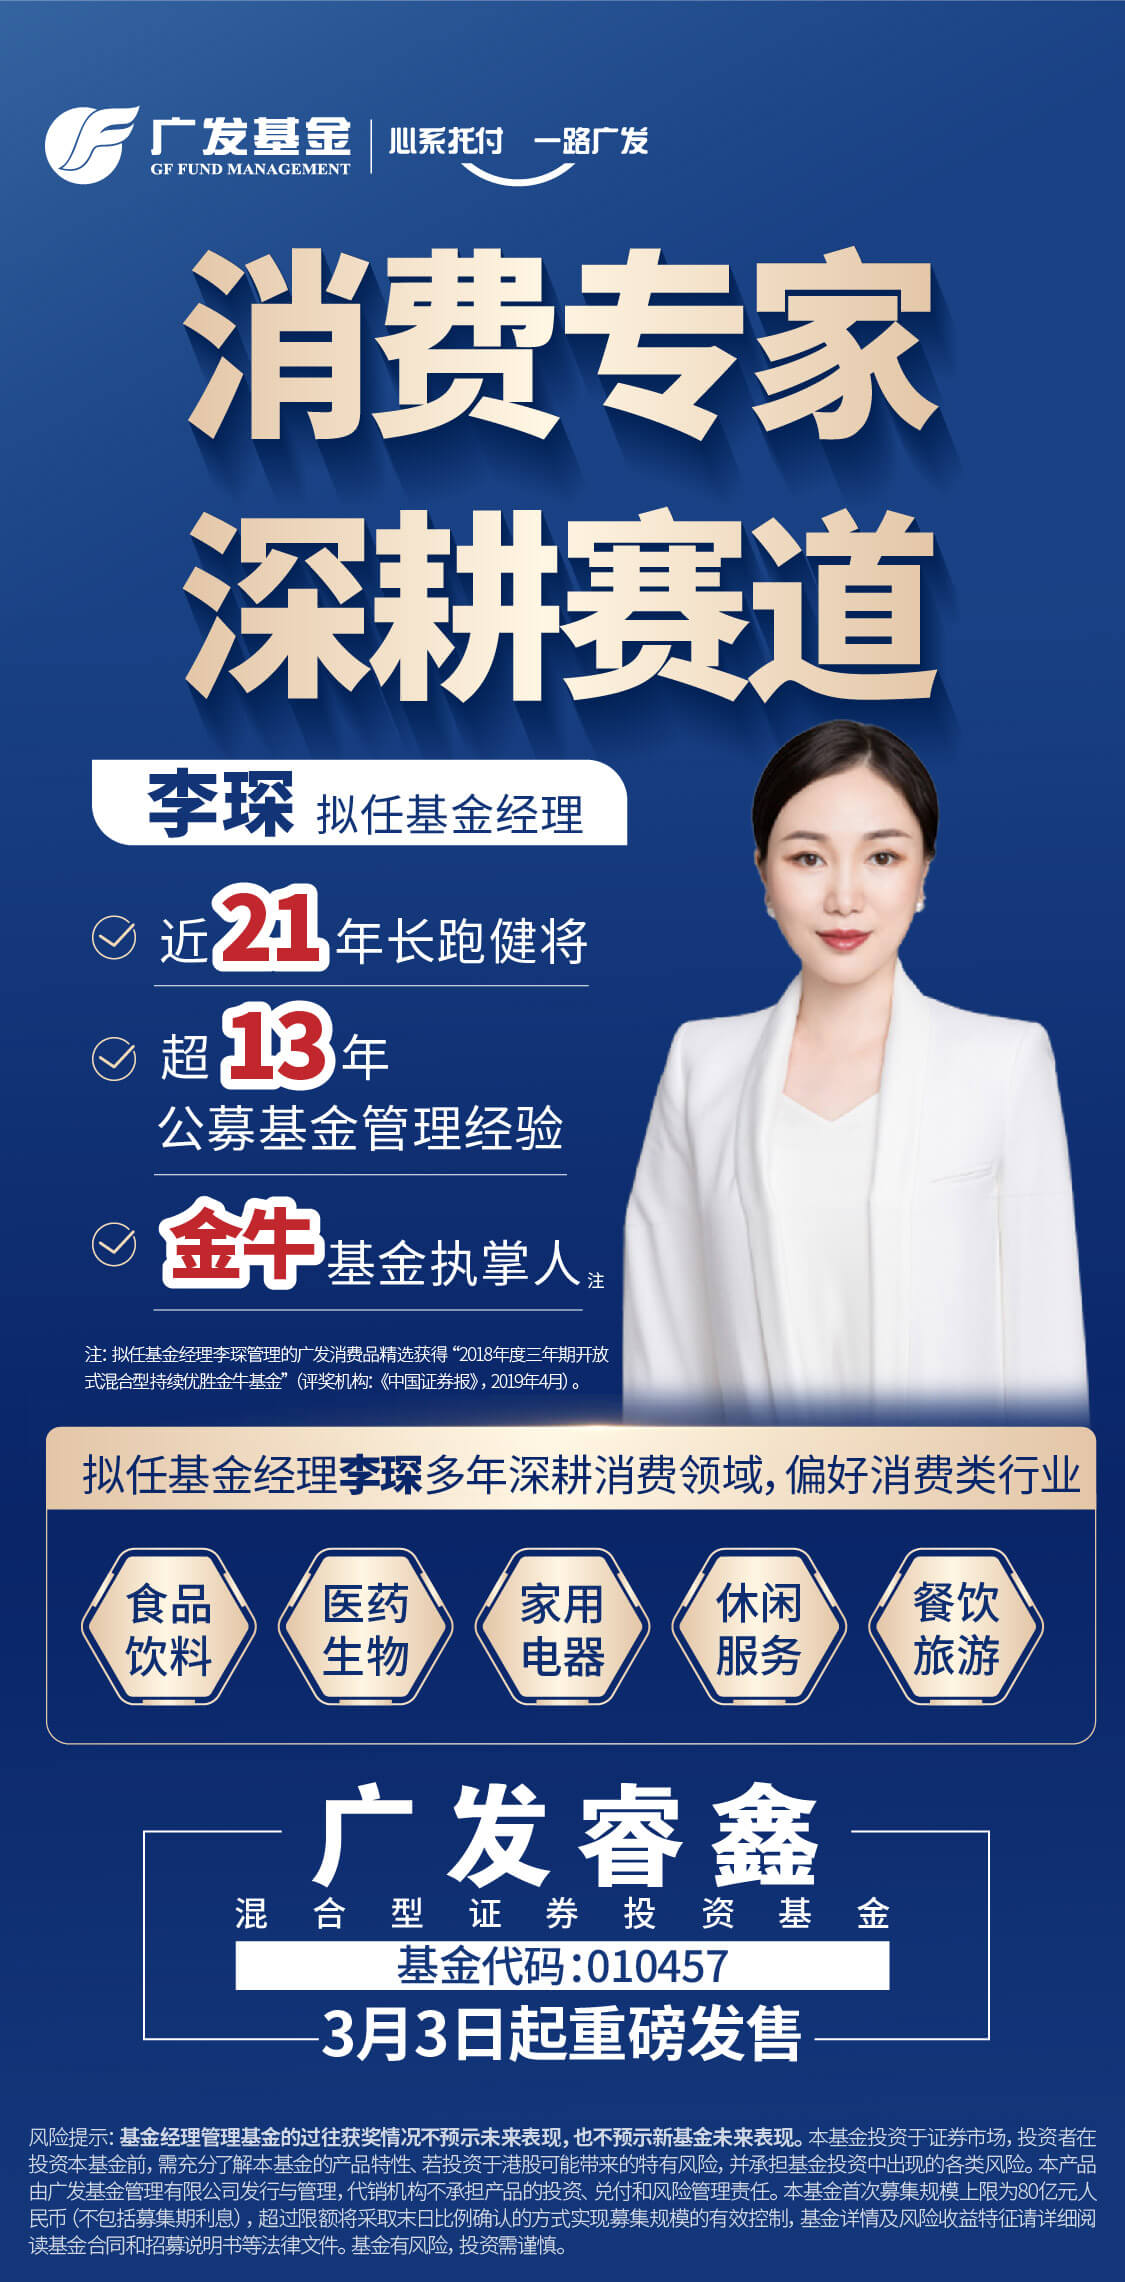 广发基金
GF FUND MANAGEMENT
心系托付 一路广发
消费专家
深耕赛道
李琛 拟任基金经理
近21年长跑健将
超13年
公募基金管理经验
金牛基金执掌人注
注：拟任基金经理李琛管理的广发消费品精选获得“2018年度三年期开放
式混合型持续优胜金牛基金”（评奖机构：《中国证券报》，2019年4月）。
拟任基金经理李琛多年深耕消费领域，偏好消费类行业
食品
饮料
医药
生物
家用
电器
休闲
服务
餐饮
旅游
广发睿鑫
混合型证券投资基金
基金代码：010457
3月3日起重磅发售
风险提示：基金经理管理基金的过往获奖情况不预示未来表现，也不预示新基金未来表现。本基金投资于证券市场，投资者在
投资本基金前，需充分了解本基金的产品特性、若投资于港股可能带来的特有风险，并承担基金投资中出现的各类风险。本产品
由广发基金管理有限公司发行与管理，代销机构不承担产品的投资、兑付和风险管理责任。本基金首次募集规模上限为80亿元人
民币（不包括募集期利息），超过限额将采取末日比例确认的方式实现募集规模的有效控制，基金详情及风险收益特征请详细阅
读基金合同和招募说明书等法律文件。基金有风险，投资需谨慎。